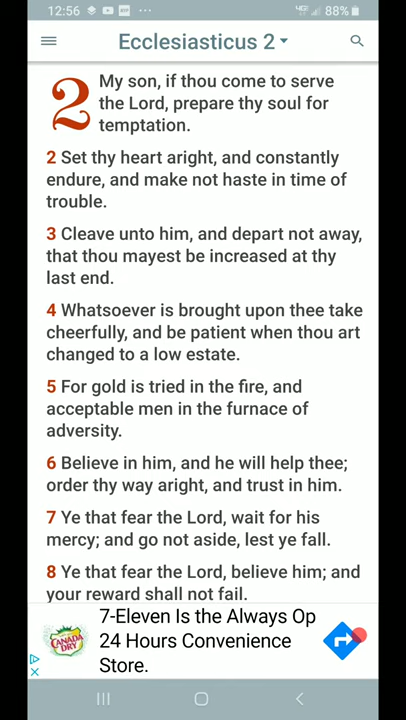 12:56
88%
Ecclesiasticus 2
2 My son, if thou come to serve
the Lord, prepare thy soul for
temptation.
2 Set thy heart aright, and constantly
endure, and make not haste in time of
trouble.
3 Cleave unto him, and depart not away,
that thou mayest be increased at thy
last end.
4 Whatsoever is brought upon thee take
cheerfully, and be patient when thou art
changed to a low estate.
5 For gold is tried in the fire, and
acceptable men in the furnace of
adversity.
6 Believe in him, and he will help thee;
order thy way aright, and trust in him.
7 Ye that fear the Lord, wait for his
mercy; and go not aside, lest ye fall.
8 Ye that fear the Lord, believe him; and
your reward shall not fail.
CANADA
DRY
7-Eleven Is the Always Op
24 Hours Convenience
Store.